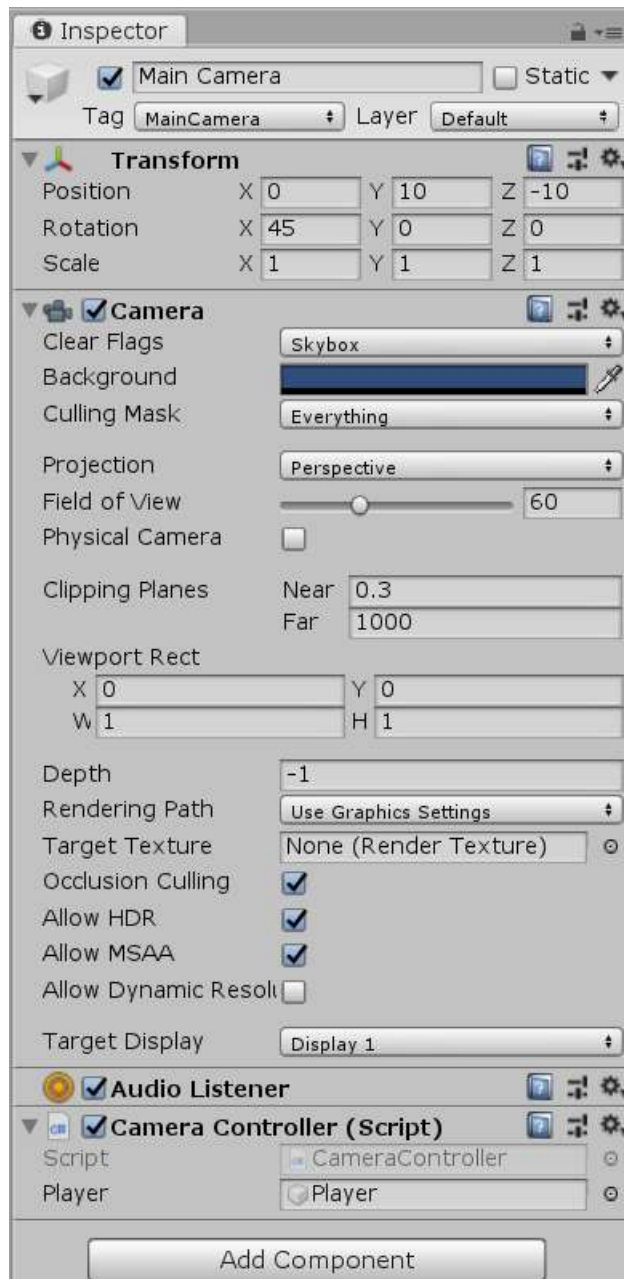 Inspector
Main Camera Static
Tag MainCamera Layer Default
Transform
Position X 0 Y 10 Z -10
Rotation X 45 Y 0 Z 0
Scale X 1 Y 1 Z 1
Camera
Clear Flags Skybox
Background
Culling Mask Everything
Projection Perspective
Field of View 60
Physical Camera
Clipping Planes Near 0.3
Far 1000
Viewport Rect
X 0 Y 0
W 1 H 1
Depth -1
Rendering Path Use Graphics Settings
Target Texture None (Render Texture)
Occlusion Culling
Allow HDR
Allow MSAA
Allow Dynamic Resolu
Target Display Display 1
Audio Listener
Camera Controller (Script)
Script CameraController
Player Player
Add Component